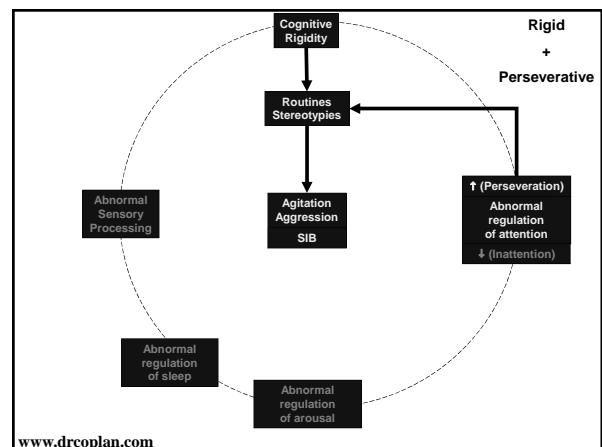 Cognitive
Rigidity
Rigid
+
Perseverative
Routines
Stereotypies
↑ (Perseveration)
Abnormal
regulation
of attention
↓ (Inattention)
Abnormal
Sensory
Processing
Agitation
Aggression
SIB
Abnormal
regulation
of sleep
Abnormal
regulation
of arousal
www.drcoplan.com